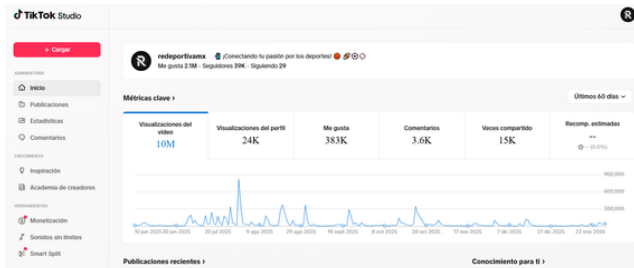 TikTok Studio
+ Cargar
ADMINISTRAR
Inicio
Publicaciones
Estadísticas
Comentarios
CRECIMIENTO
Inspiración
Academia de creadores
HERRAMIENTAS
Monetización
Sonidos sin límites
Smart Split
R
R
redeportivamx ¡Conectando tu pasión por los deportes!
Me gusta 2.1M · Seguidores 39K · Siguiendo 29
Métricas clave ›
Últimos 60 días
Visualizaciones del video
10M
Visualizaciones del perfil
24K
Me gusta
383K
Comentarios
3.6K
Veces compartido
15K
Recomp. estimadas
--
-- (0.0%)
900,000
600,000
300,000
10 jun 2025 30 jun 2025 20 jul 2025 9 ago 2025 29 ago 2025 18 sept 2025 8 oct 2025 28 oct 2025 17 nov 2025 7 dic 2025 27 dic 2025 22 ene 2026
Publicaciones recientes ›
Conocimiento para ti ›